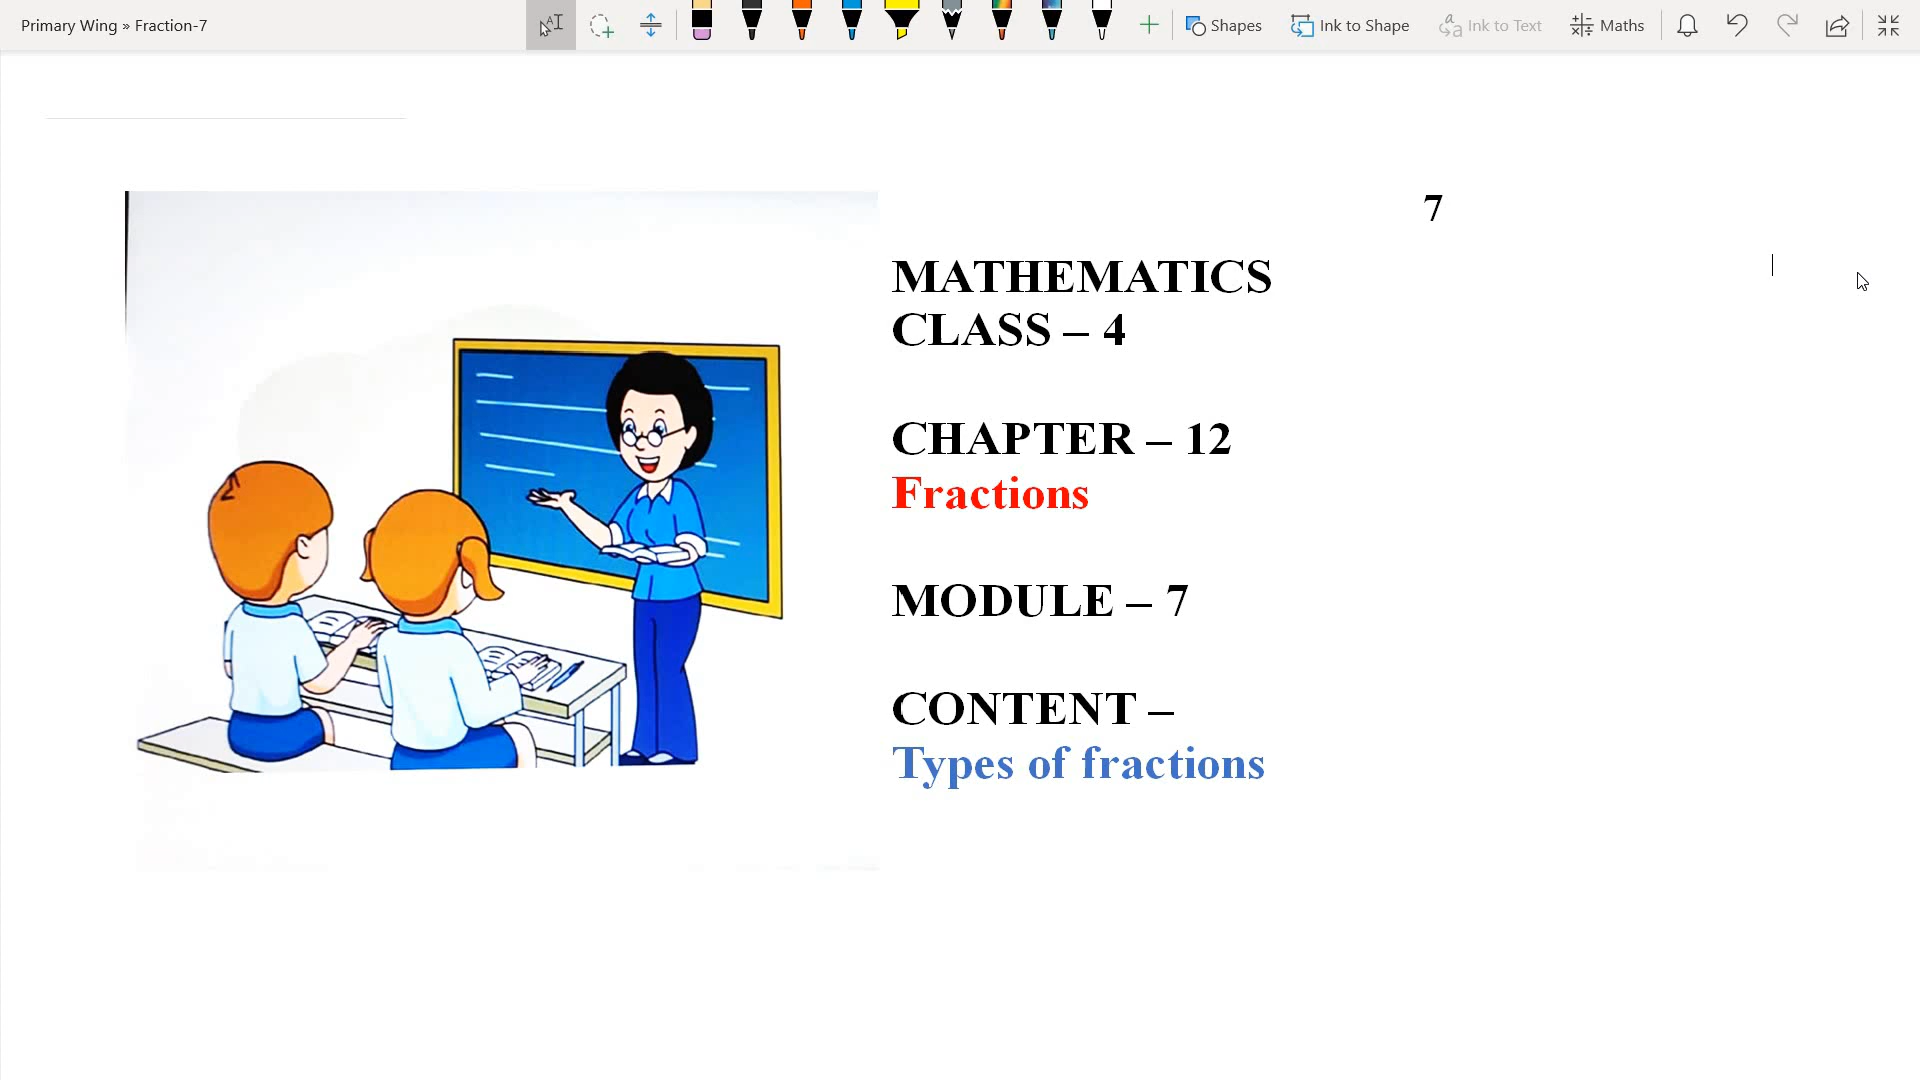 Primary Wing » Fraction-7
Shapes
Ink to Shape
Ink to Text
Maths
7
MATHEMATICS
CLASS – 4
CHAPTER – 12
Fractions
MODULE – 7
CONTENT –
Types of fractions